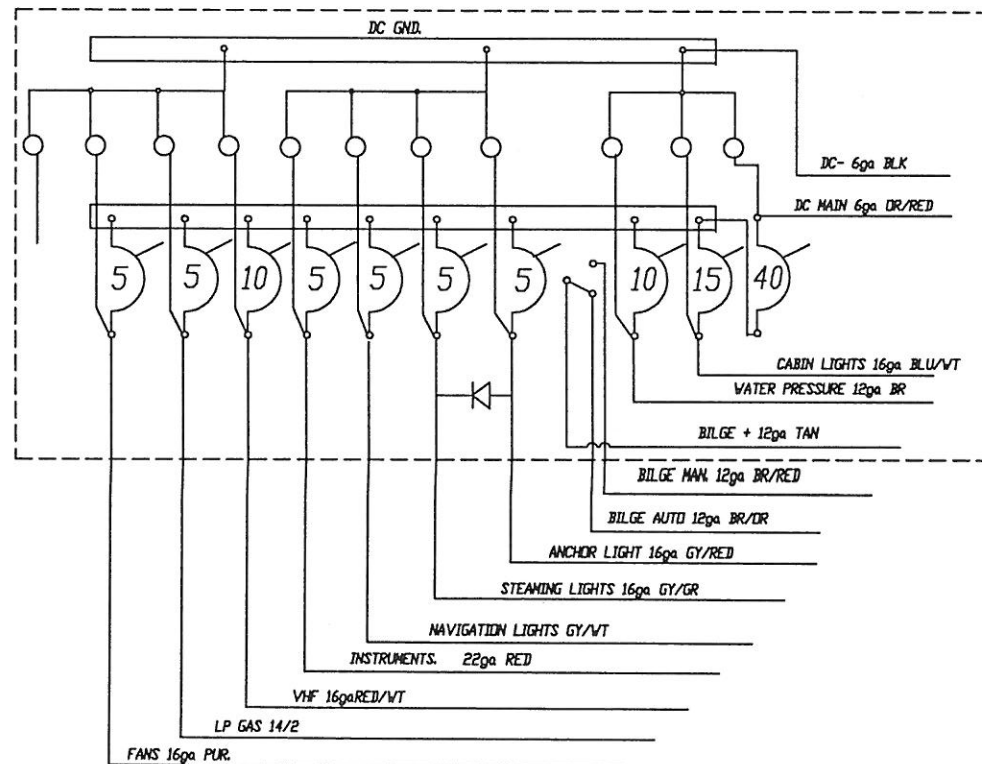 DC GND.
DC- 6ga BLK
DC MAIN 6ga OR/RED
5 5 10 5 5 5 5 10 15 40
CABIN LIGHTS 16ga BLU/WT
WATER PRESSURE 12ga BR
BILGE + 12ga TAN
BILGE MAN. 12ga BR/RED
BILGE AUTO 12ga BR/OR
ANCHOR LIGHT 16ga GY/RED
STEAMING LIGHTS 16ga GY/GR
NAVIGATION LIGHTS GY/WT
INSTRUMENTS. 22ga RED
VHF 16gaRED/WT
LP GAS 14/2
FANS 16ga PUR.